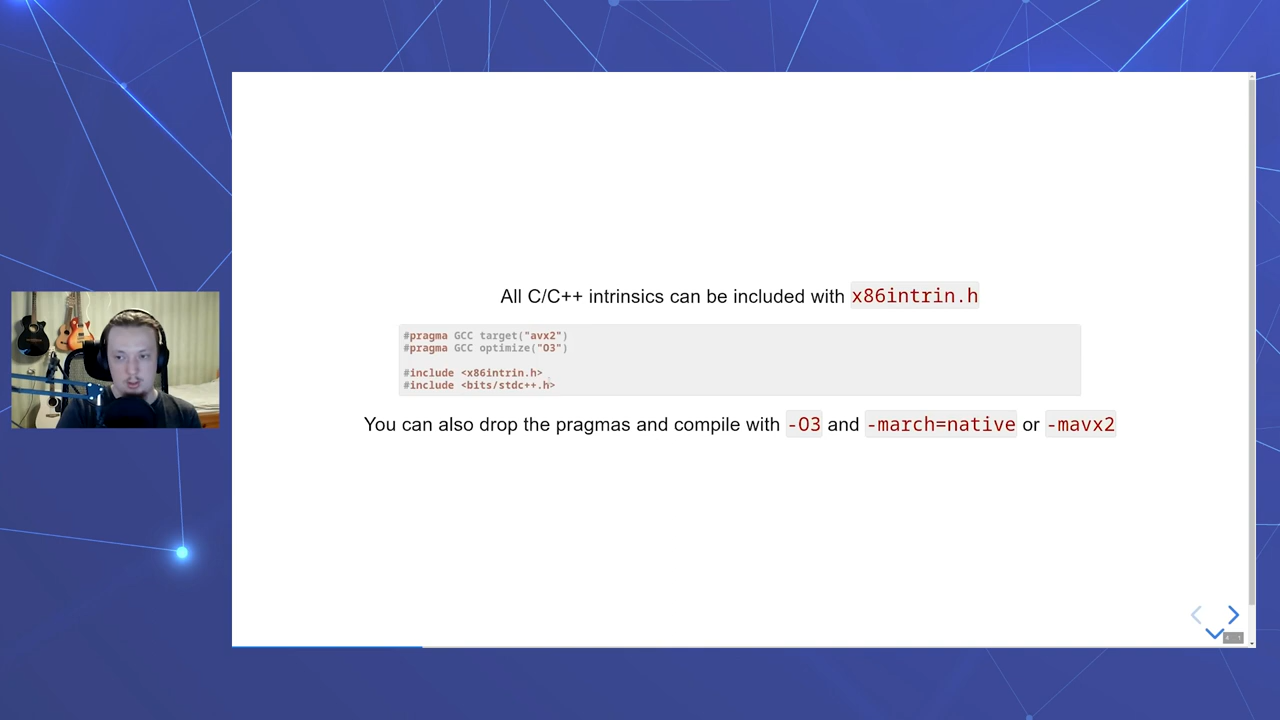 All C/C++ intrinsics can be included with x86intrin.h
#pragma GCC target("avx2")
#pragma GCC optimize("O3")
#include <x86intrin.h>
#include <bits/stdc++.h>
You can also drop the pragmas and compile with -O3 and -march=native or -mavx2